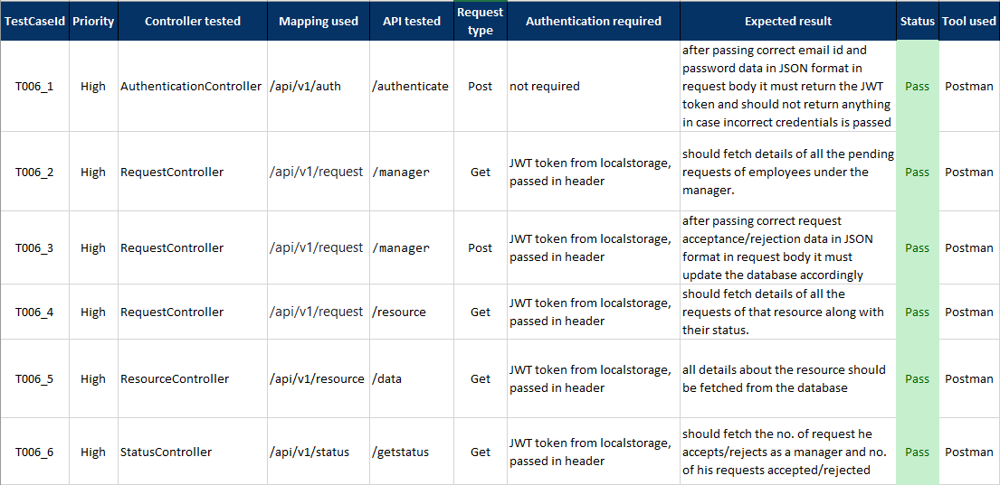 TestCaseId Priority Controller tested Mapping used API tested Request type Authentication required Expected result Status Tool used
T006_1 High AuthenticationController /api/v1/auth /authenticate Post not required
after passing correct email id and
password data in JSON format in
request body it must return the JWT
token and should not return anything
in case incorrect credentials is passed
Pass Postman
T006_2 High RequestController /api/v1/request /manager Get
JWT token from localstorage,
passed in header
should fetch details of all the pending
requests of employees under the
manager.
Pass Postman
T006_3 High RequestController /api/v1/request /manager Post
JWT token from localstorage,
passed in header
after passing correct request
acceptance/rejection data in JSON
format in request body it must
update the database accordingly
Pass Postman
T006_4 High RequestController /api/v1/request /resource Get
JWT token from localstorage,
passed in header
should fetch details of all the
requests of that resource along with
their status.
Pass Postman
T006_5 High ResourceController /api/v1/resource /data Get
JWT token from localstorage,
passed in header
all details about the resource should
be fetched from the database
Pass Postman
T006_6 High StatusController /api/v1/status /getstatus Get
JWT token from localstorage,
passed in header
should fetch the no. of request he
accepts/rejects as a manager and no.
of his requests accepted/rejected
Pass Postman